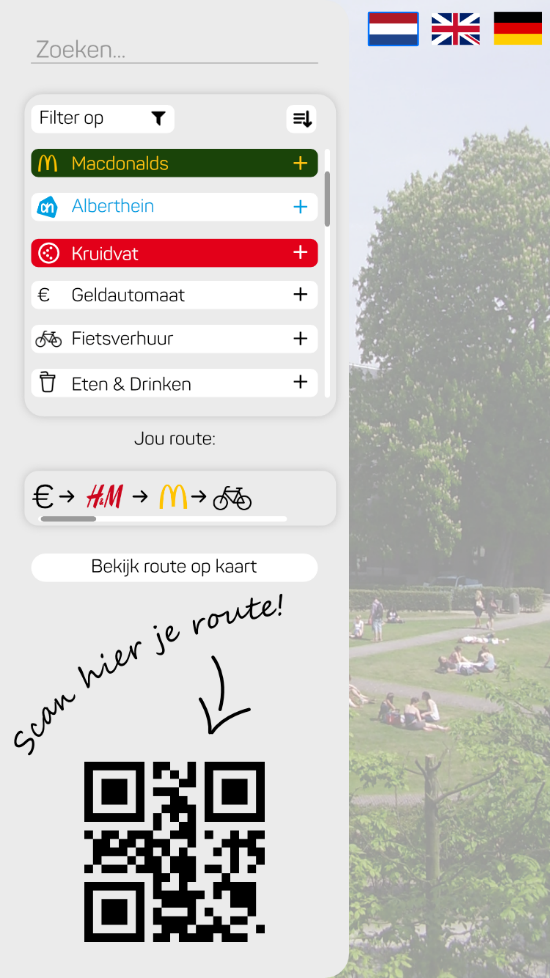 Zoeken...
Filter op
Macdonalds +
Alberthein +
Kruidvat +
€ Geldautomaat +
Fietsverhuur +
Eten & Drinken +
Jou route:
€ → H&M → M → 
Bekijk route op kaart
Scan hier je route!